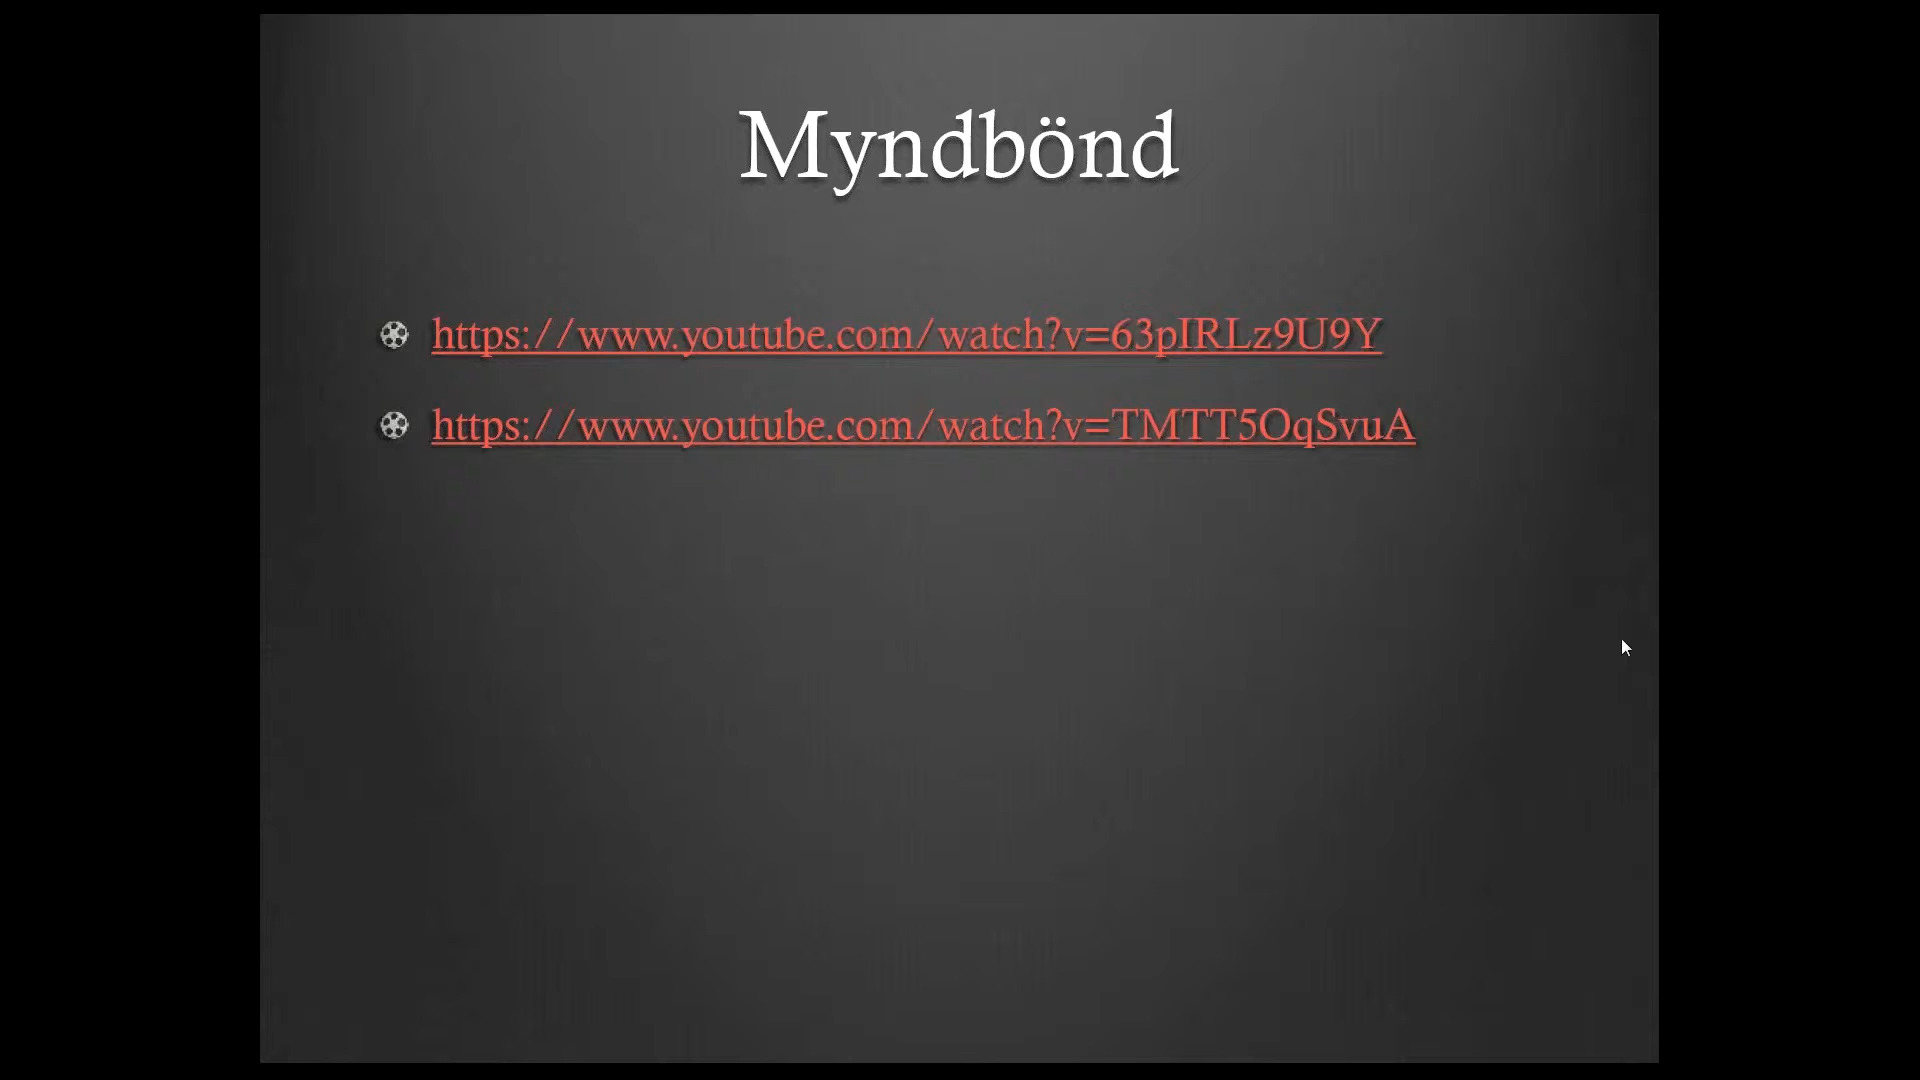 Myndbönd
https://www.youtube.com/watch?v=63pIRLz9U9Y
https://www.youtube.com/watch?v=TMTT5OqSvuA